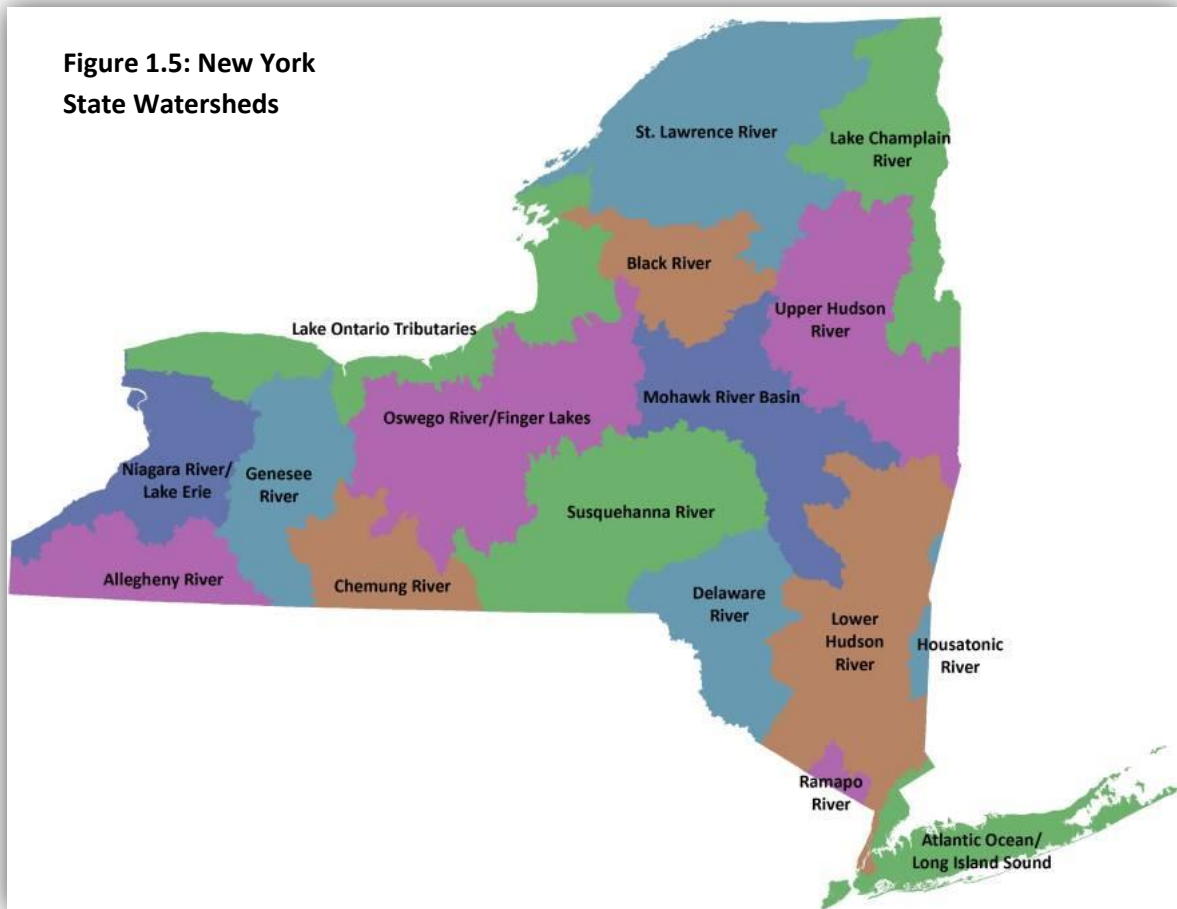 Figure 1.5: New York
State Watersheds
St. Lawrence River
Lake Champlain
River
Black River
Upper Hudson
River
Lake Ontario Tributaries
Mohawk River Basin
Oswego River/Finger Lakes
Niagara River/
Lake Erie
Genesee
River
Susquehanna River
Allegheny River
Chemung River
Delaware
River
Lower
Hudson
River
Housatonic
River
Ramapo
River
Atlantic Ocean/
Long Island Sound